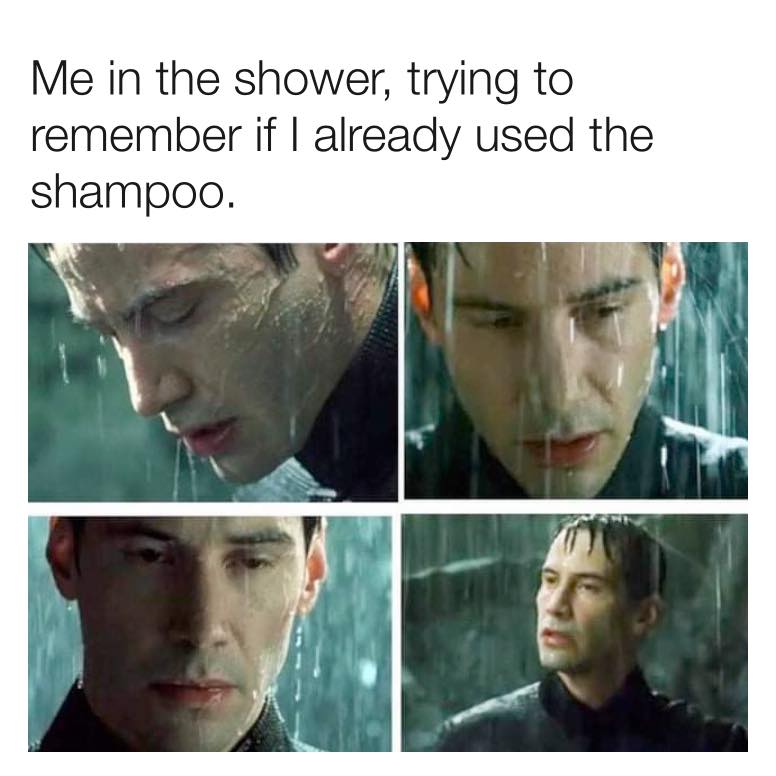 Me in the shower, trying to
remember if I already used the
shampoo.